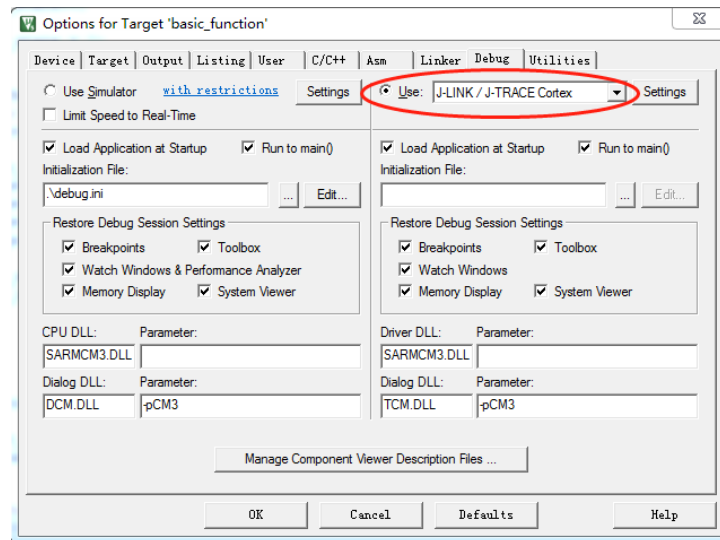 Options for Target 'basic_function'
Device Target Output Listing User C/C++ Asm Linker Debug Utilities
Use Simulator with restrictions Settings Use: J-LINK / J-TRACE Cortex Settings
Limit Speed to Real-Time
Load Application at Startup Run to main() Load Application at Startup Run to main()
Initialization File: Initialization File:
.\debug.ini ... Edit... ... Edit...
Restore Debug Session Settings Restore Debug Session Settings
Breakpoints Toolbox Breakpoints Toolbox
Watch Windows & Performance Analyzer Watch Windows
Memory Display System Viewer Memory Display System Viewer
CPU DLL: Parameter: Driver DLL: Parameter:
SARMCM3.DLL SARMCM3.DLL
Dialog DLL: Parameter: Dialog DLL: Parameter:
DCM.DLL -pCM3 TCM.DLL -pCM3
Manage Component Viewer Description Files ...
OK Cancel Defaults Help